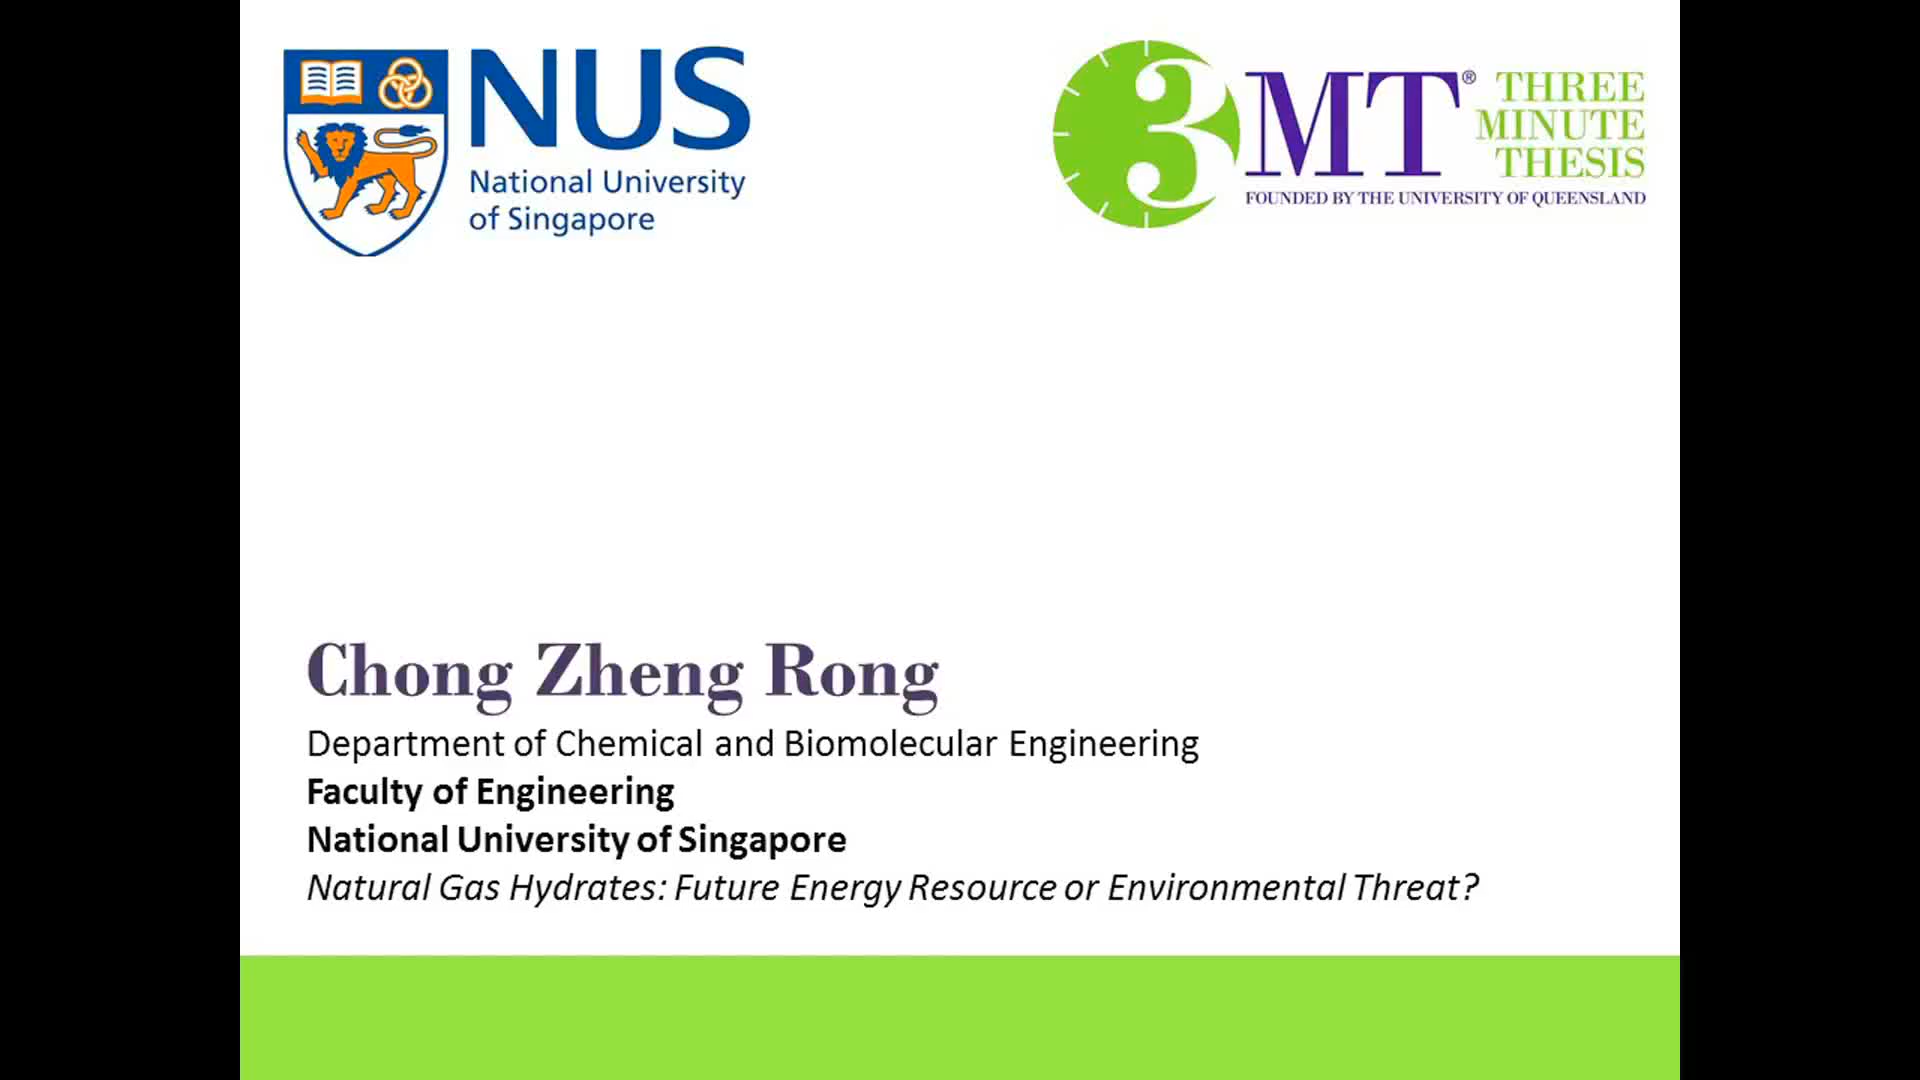 NUS
National University
of Singapore
3MT® THREE
MINUTE
THESIS
FOUNDED BY THE UNIVERSITY OF QUEENSLAND
Chong Zheng Rong
Department of Chemical and Biomolecular Engineering
Faculty of Engineering
National University of Singapore
Natural Gas Hydrates: Future Energy Resource or Environmental Threat?